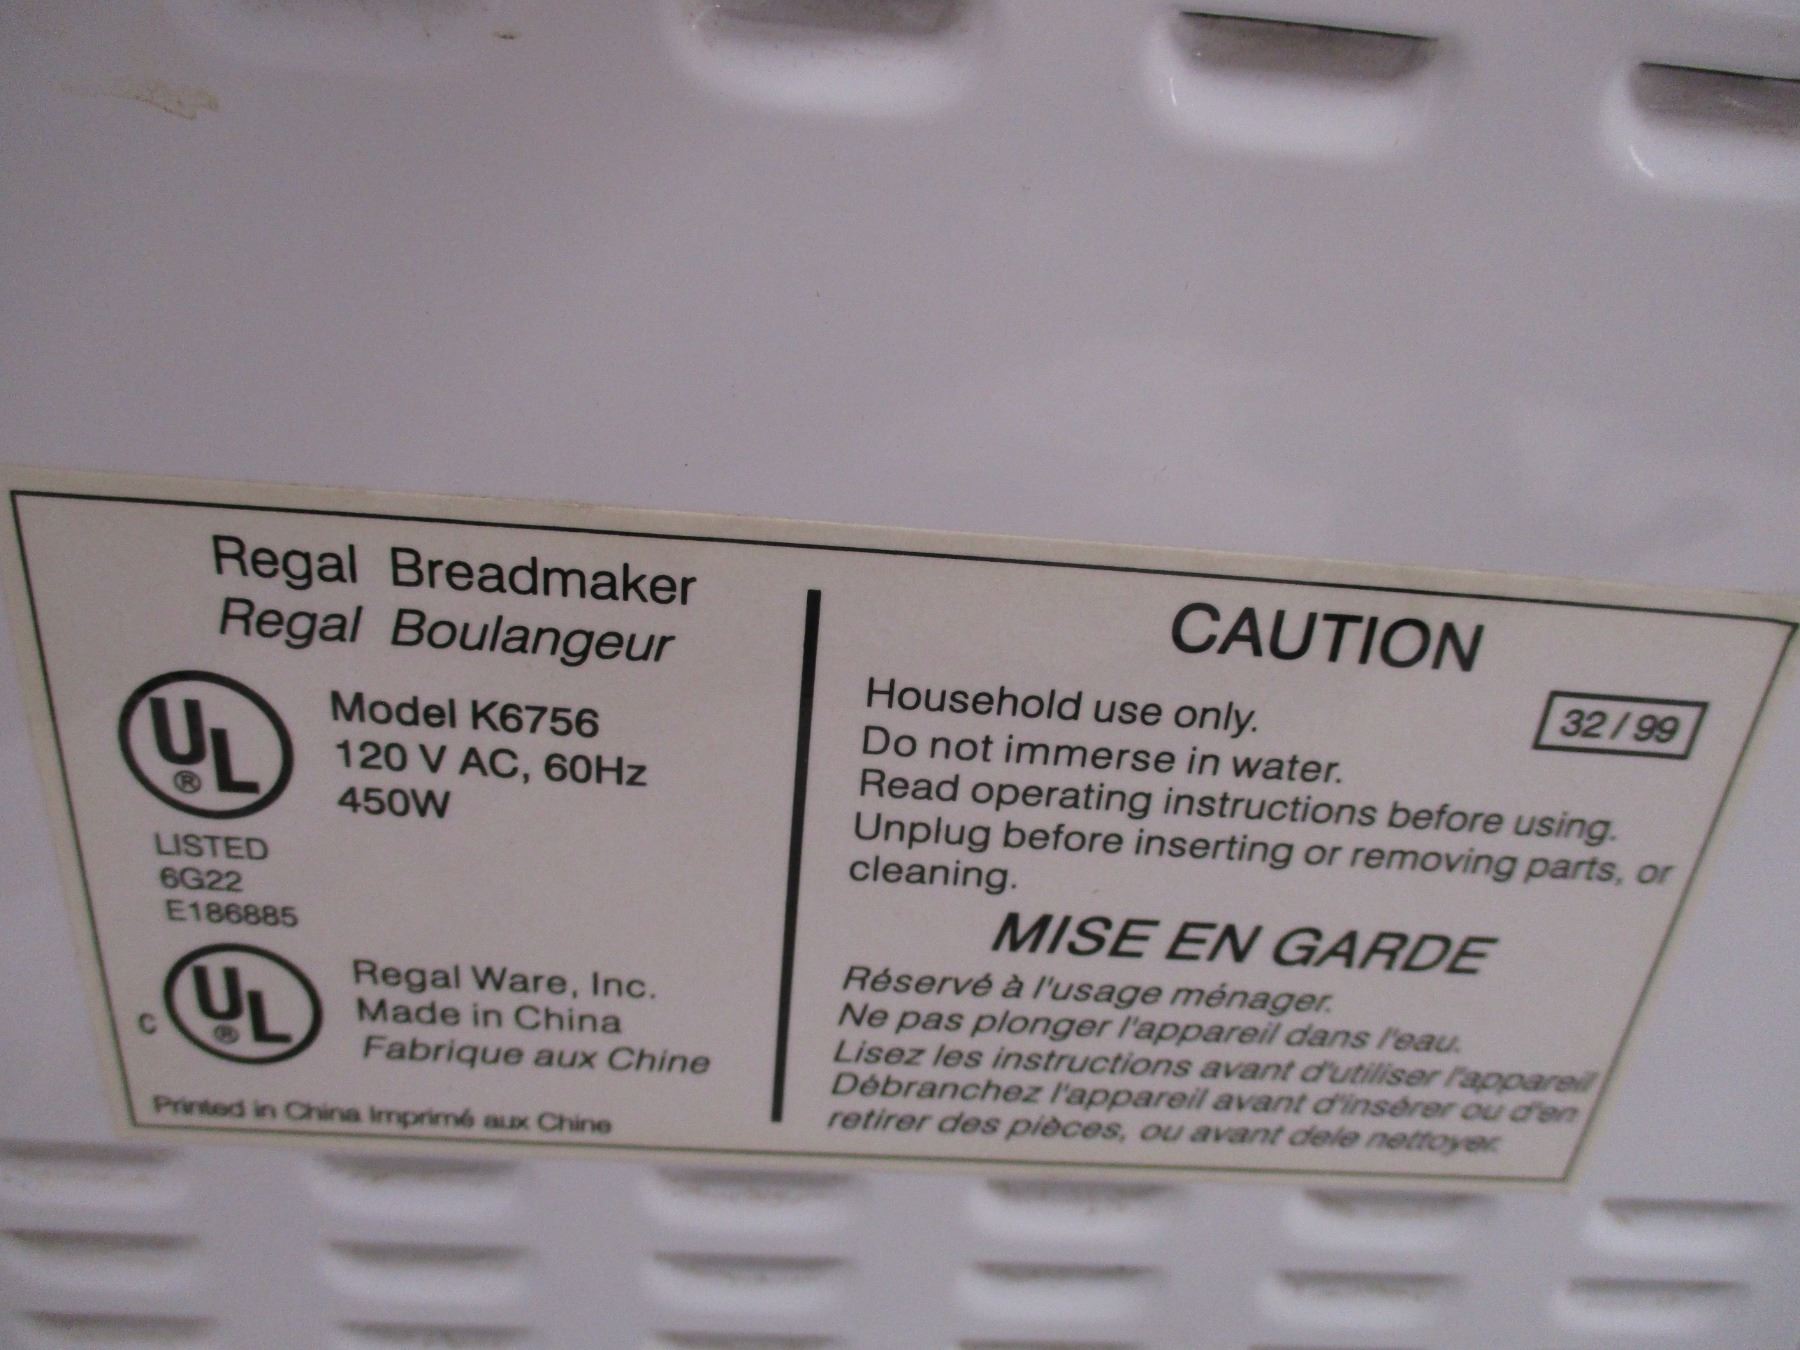 Regal Breadmaker
Regal Boulangeur
UL
®
Model K6756
120 V AC, 60Hz
450W
LISTED
6G22
E186885
C
UL
®
Regal Ware, Inc.
Made in China
Fabrique aux Chine
Printed in China Imprimé aux Chine
CAUTION
32 / 99
Household use only.
Do not immerse in water.
Read operating instructions before using.
Unplug before inserting or removing parts, or
cleaning.
MISE EN GARDE
Réservé à l'usage ménager.
Ne pas plonger l'appareil dans l'eau.
Lisez les instructions avant d'utiliser l'appareil
Débranchez l'appareil avant d'insérer ou d'en
retirer des pièces, ou avant dele nettoyer.